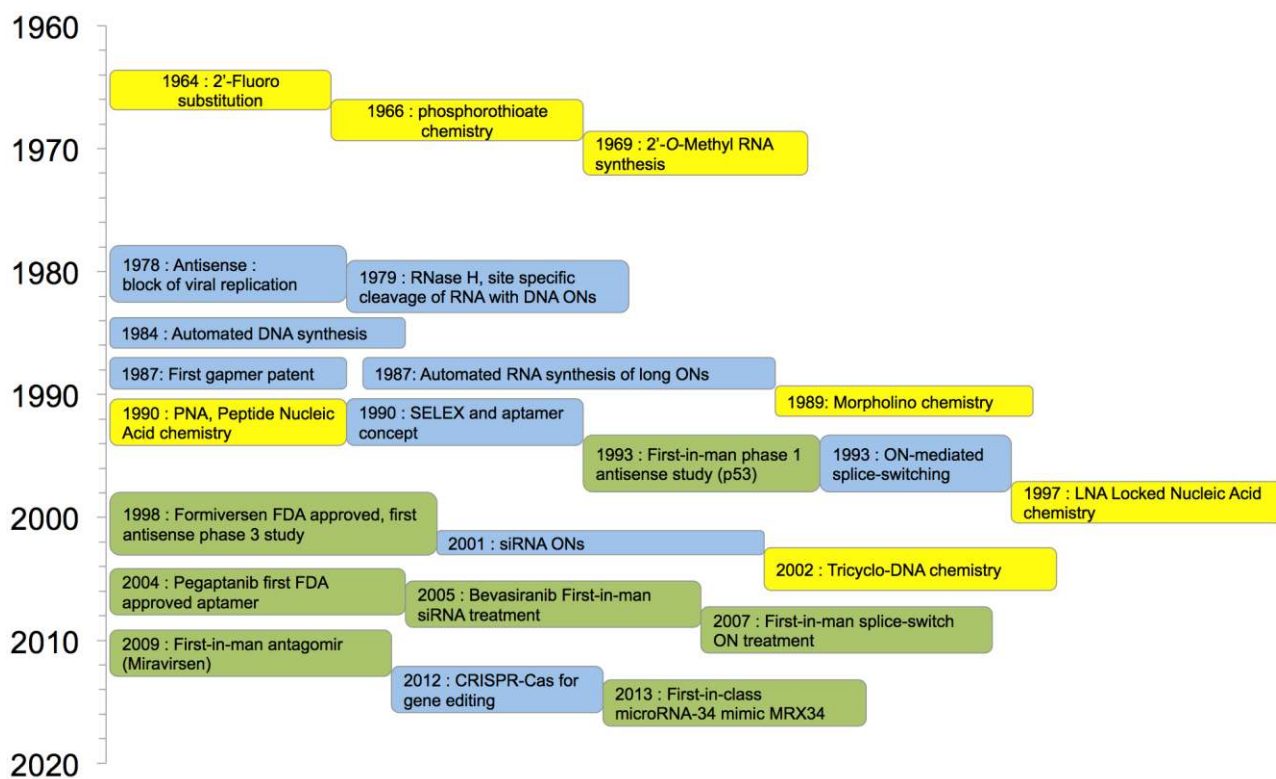 1960
1964 : 2'-Fluoro
substitution
1966 : phosphorothioate
chemistry
1969 : 2'-O-Methyl RNA
synthesis
1970
1978 : Antisense :
block of viral replication
1979 : RNase H, site specific
cleavage of RNA with DNA ONs
1980
1984 : Automated DNA synthesis
1987: First gapmer patent
1987: Automated RNA synthesis of long ONs
1989: Morpholino chemistry
1990
1990 : PNA, Peptide Nucleic
Acid chemistry
1990 : SELEX and aptamer
concept
1993 : First-in-man phase 1
antisense study (p53)
1993 : ON-mediated
splice-switching
1997 : LNA Locked Nucleic Acid
chemistry
2000
1998 : Formiversen FDA approved, first
antisense phase 3 study
2001 : siRNA ONs
2002 : Tricyclo-DNA chemistry
2004 : Pegaptanib first FDA
approved aptamer
2005 : Bevasiranib First-in-man
siRNA treatment
2007 : First-in-man splice-switch
ON treatment
2010
2009 : First-in-man antagomir
(Miravirsen)
2012 : CRISPR-Cas for
gene editing
2013 : First-in-class
microRNA-34 mimic MRX34
2020